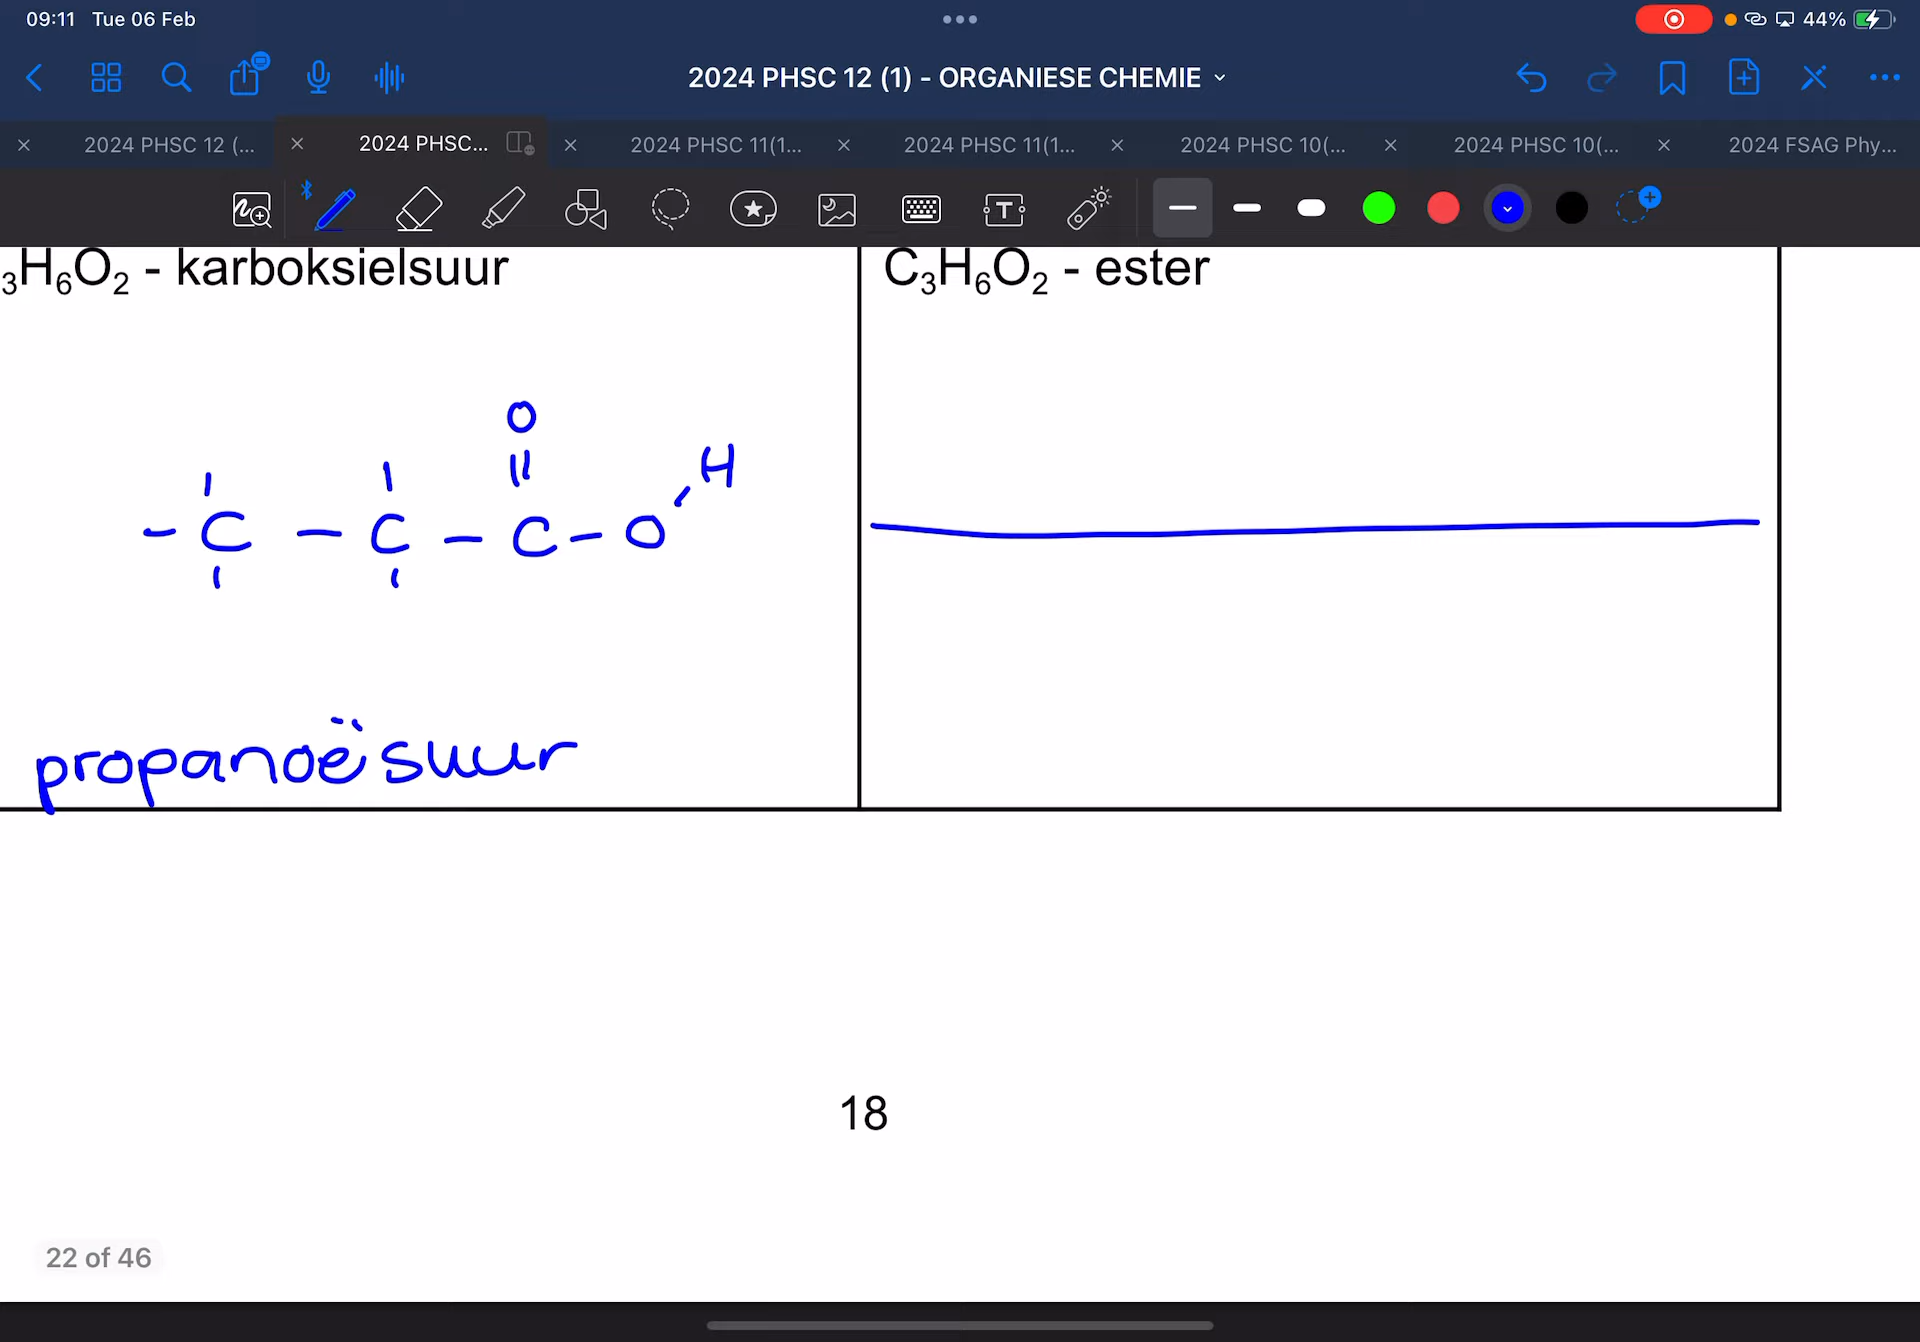 09:11 Tue 06 Feb
44%
2024 PHSC 12 (1) - ORGANIESE CHEMIE
2024 PHSC 12 (...
2024 PHSC...
2024 PHSC 11(1...
2024 PHSC 11(1...
2024 PHSC 10(...
2024 PHSC 10(...
2024 FSAG Phy...
T
₃H₆O₂ - karboksielsuur
C₃H₆O₂ - ester
O
H
- C - C - C - O
propanoësuur
18
22 of 46